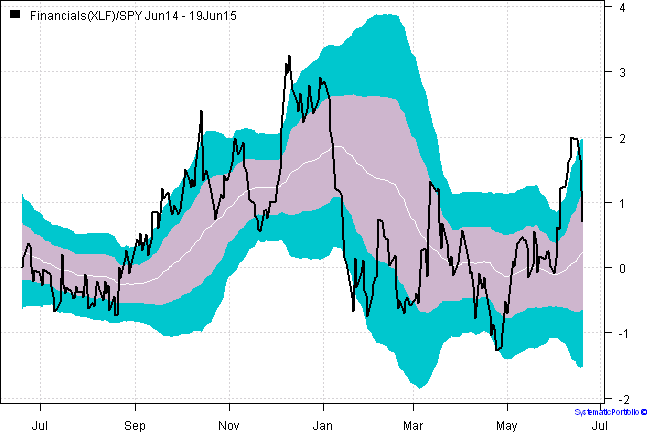 Financials(XLF)/SPY Jun14 - 19Jun15
4
3
2
1
0
-1
-2
SystematicPortfolio ©
Jul Sep Nov Jan Mar May Jul